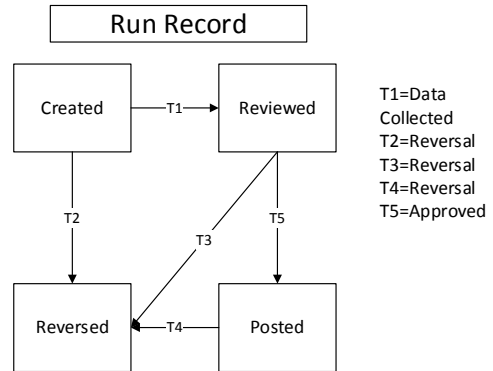 Run Record
Created
T1
Reviewed
T1=Data
Collected
T2=Reversal
T3=Reversal
T4=Reversal
T5=Approved
T2
T3
T5
Reversed
T4
Posted